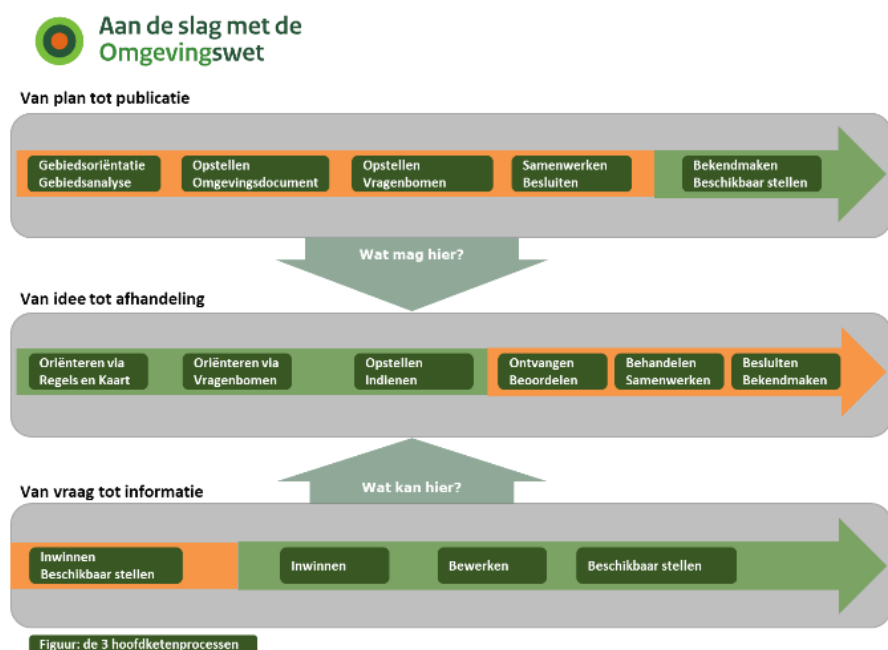 Aan de slag met de
Omgevingswet
Van plan tot publicatie
Gebiedsoriëntatie
Gebiedsanalyse
Opstellen
Omgevingsdocument
Opstellen
Vragenbomen
Samenwerken
Besluiten
Bekendmaken
Beschikbaar stellen
Wat mag hier?
Van idee tot afhandeling
Oriënteren via
Regels en Kaart
Oriënteren via
Vragenbomen
Opstellen
Indienen
Ontvangen
Beoordelen
Behandelen
Samenwerken
Besluiten
Bekendmaken
Wat kan hier?
Van vraag tot informatie
Inwinnen
Beschikbaar stellen
Inwinnen
Bewerken
Beschikbaar stellen
Figuur: de 3 hoofdketenprocessen